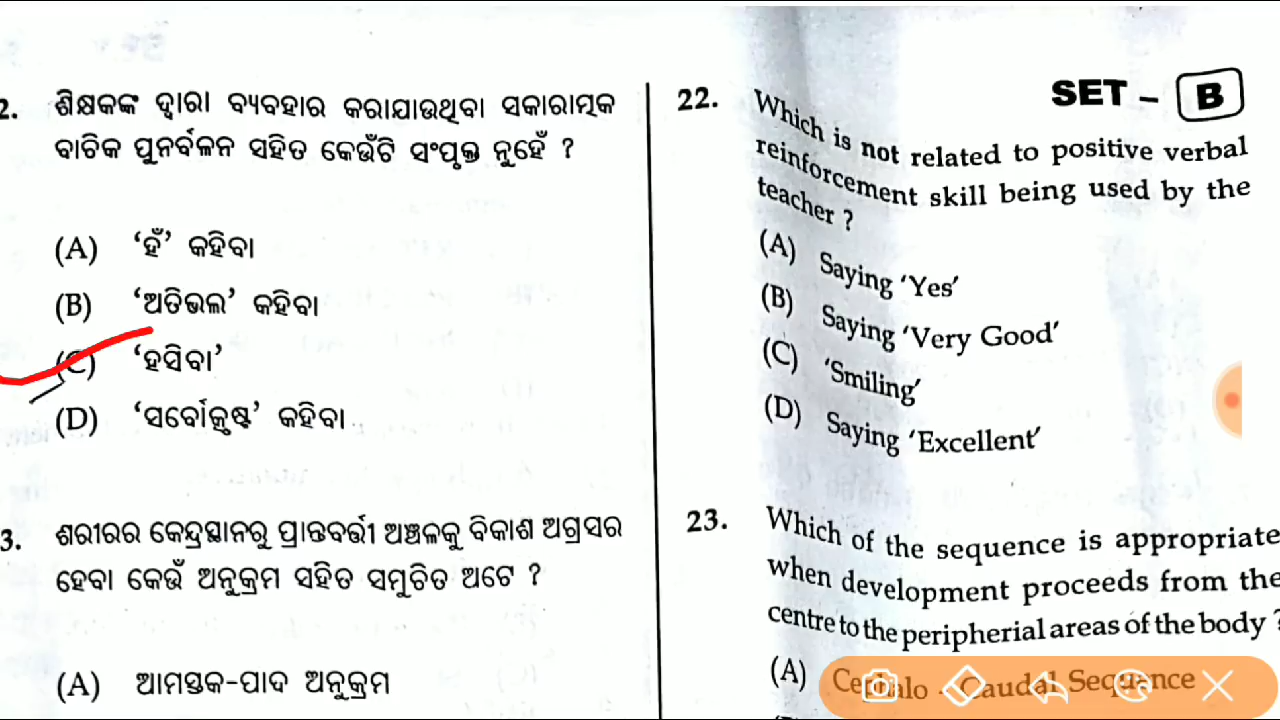 2.
ଶିକ୍ଷକଙ୍କ ଦ୍ୱାରା ବ୍ୟବହାର କରାଯାଉଥିବା ସକାରାତ୍ମକ
ବାଚିକ ପୁନର୍ବଳନ ସହିତ କେଉଁଟି ସଂପୃକ୍ତ ନୁହେଁ ?
(A) ‘ହଁ’ କହିବା
(B) ‘ଅତିଭଲ’ କହିବା
(C) ‘ହସିବା’
(D) ‘ସର୍ବୋତ୍କୃଷ୍ଟ’ କହିବା
3. ଶରୀରର କେନ୍ଦ୍ରସ୍ଥାନରୁ ପ୍ରାନ୍ତବର୍ତ୍ତୀ ଅଞ୍ଚଳକୁ ବିକାଶ ଅଗ୍ରସର
ହେବା କେଉଁ ଅନୁକ୍ରମ ସହିତ ସମୁଚିତ ଅଟେ ?
(A) ଆମସ୍ତକ-ପାଦ ଅନୁକ୍ରମ
SET – B
22. Which is not related to positive verbal
reinforcement skill being used by the
teacher ?
(A) Saying ‘Yes’
(B) Saying ‘Very Good’
(C) ‘Smiling’
(D) Saying ‘Excellent’
23. Which of the sequence is appropriate
when development proceeds from the
centre to the peripherial areas of the body ?
(A) Cephalo - Caudal Sequence